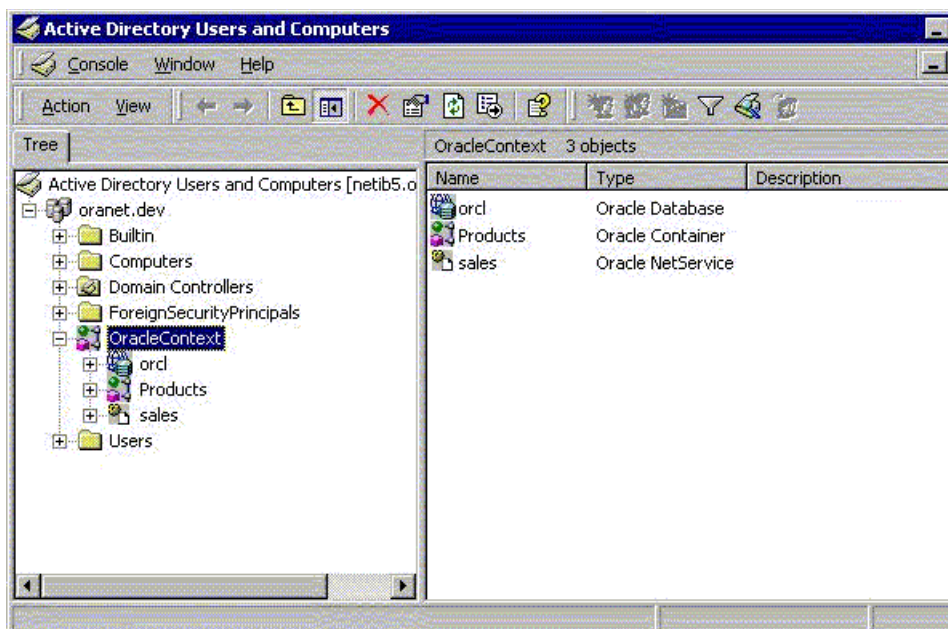 Active Directory Users and Computers
Console Window Help
Action View
Tree
OracleContext 3 objects
Active Directory Users and Computers [netib5.o
oranet.dev
Builtin
Computers
Domain Controllers
ForeignSecurityPrincipals
OracleContext
orcl
Products
sales
Users
Name Type Description
orcl Oracle Database
Products Oracle Container
sales Oracle NetService